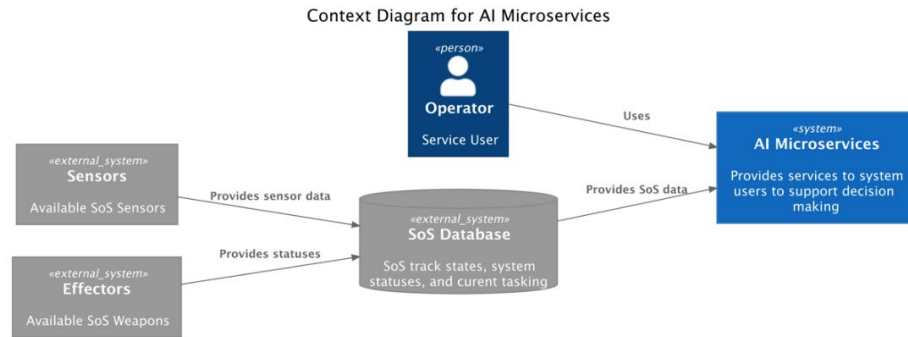 Context Diagram for AI Microservices
«person»
Operator
Service User
Uses
«system»
AI Microservices
Provides services to system
users to support decision
making
«external_system»
Sensors
Available SoS Sensors
Provides sensor data
Provides SoS data
«external_system»
SoS Database
SoS track states, system
statuses, and curent tasking
Provides statuses
«external_system»
Effectors
Available SoS Weapons